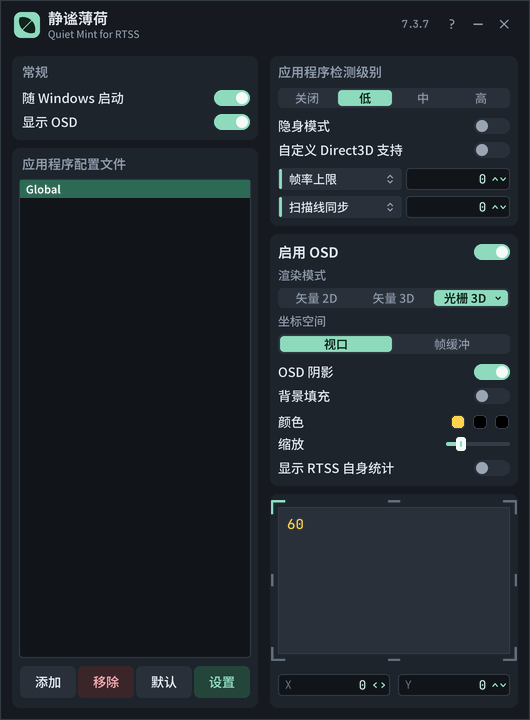 静谧薄荷
Quiet Mint for RTSS
7.3.7 ?
常规
随 Windows 启动
显示 OSD
应用程序配置文件
Global
添加 移除 默认 设置
应用程序检测级别
关闭 低 中 高
隐身模式
自定义 Direct3D 支持
帧率上限 0
扫描线同步 0
启用 OSD
渲染模式
矢量 2D 矢量 3D 光栅 3D
坐标空间
视口 帧缓冲
OSD 阴影
背景填充
颜色
缩放
显示 RTSS 自身统计
60
X 0 Y 0